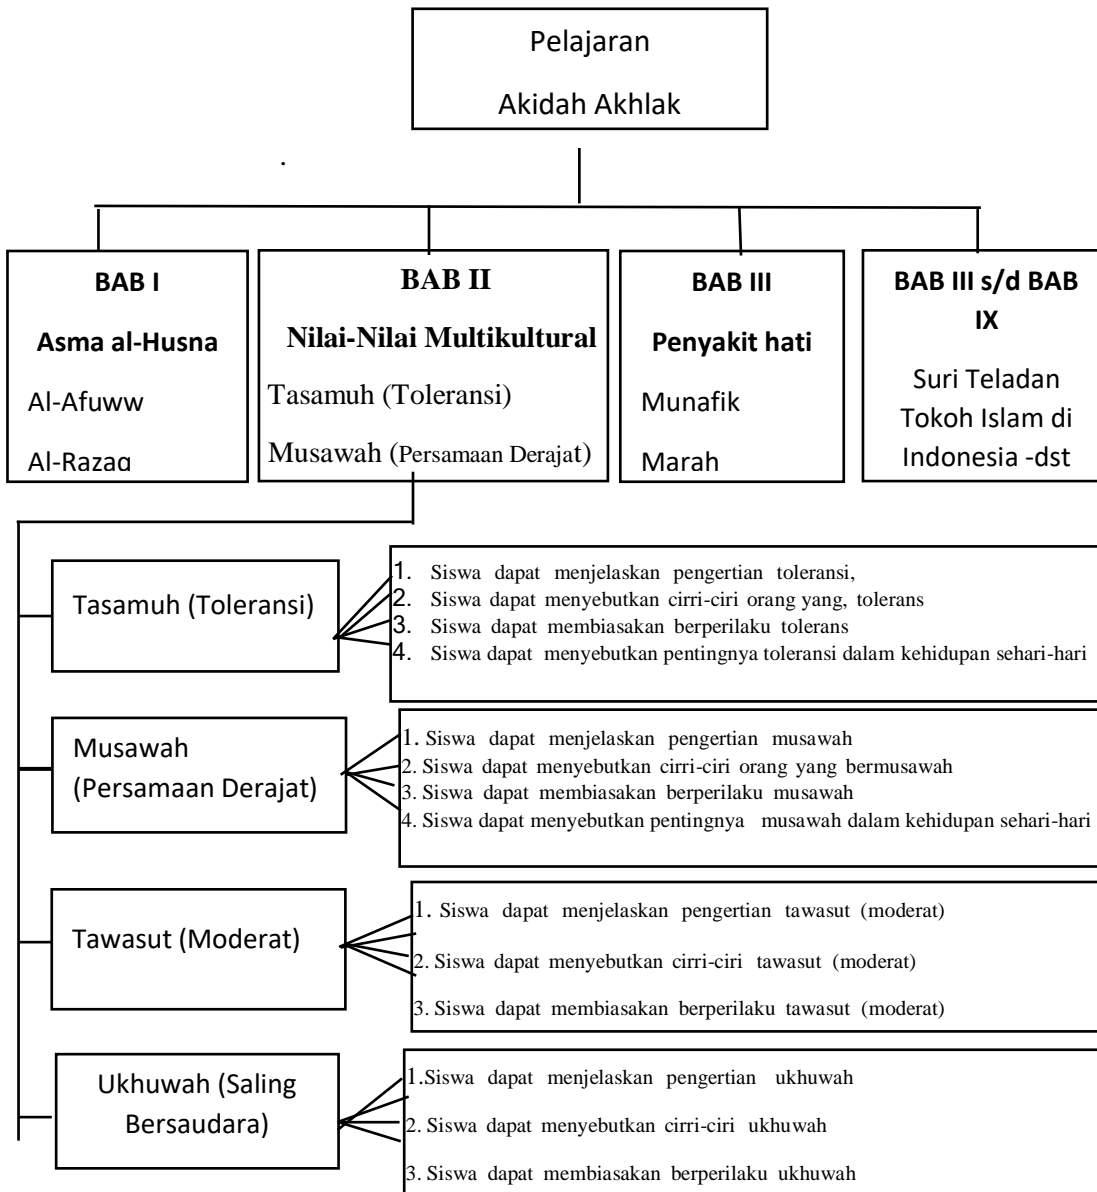 Pelajaran
Akidah Akhlak
.
BAB I
Asma al-Husna
Al-Afuww
Al-Razaq
BAB II
Nilai-Nilai Multikultural
Tasamuh (Toleransi)
Musawah (Persamaan Derajat)
BAB III
Penyakit hati
Munafik
Marah
BAB III s/d BAB
IX
Suri Teladan
Tokoh Islam di
Indonesia -dst
Tasamuh (Toleransi)
1. Siswa dapat menjelaskan pengertian toleransi,
2. Siswa dapat menyebutkan cirri-ciri orang yang, tolerans
3. Siswa dapat membiasakan berperilaku tolerans
4. Siswa dapat menyebutkan pentingnya toleransi dalam kehidupan sehari-hari
Musawah
(Persamaan Derajat)
1. Siswa dapat menjelaskan pengertian musawah
2. Siswa dapat menyebutkan cirri-ciri orang yang bermusawah
3. Siswa dapat membiasakan berperilaku musawah
4. Siswa dapat menyebutkan pentingnya musawah dalam kehidupan sehari-hari
Tawasut (Moderat)
1. Siswa dapat menjelaskan pengertian tawasut (moderat)
2. Siswa dapat menyebutkan cirri-ciri tawasut (moderat)
3. Siswa dapat membiasakan berperilaku tawasut (moderat)
Ukhuwah (Saling
Bersaudara)
1.Siswa dapat menjelaskan pengertian ukhuwah
2. Siswa dapat menyebutkan cirri-ciri ukhuwah
3. Siswa dapat membiasakan berperilaku ukhuwah